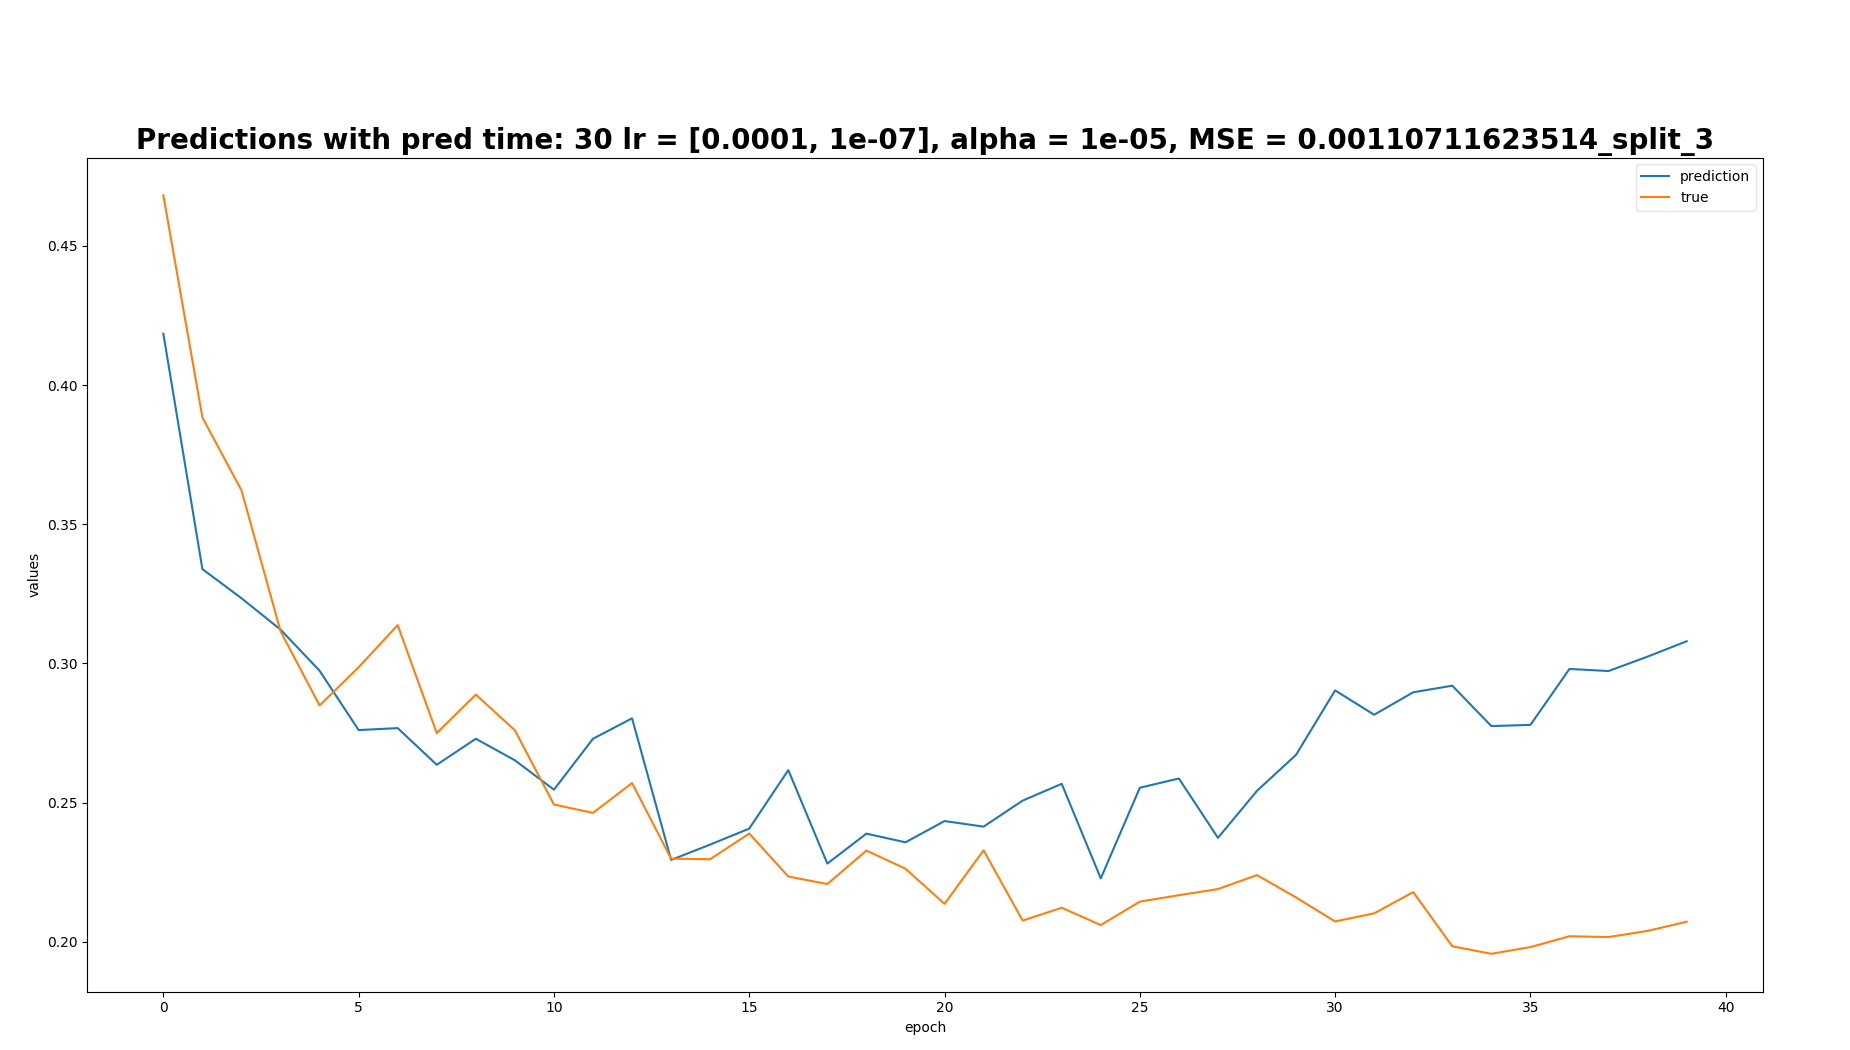 Predictions with pred time: 30 lr = [0.0001, 1e-07], alpha = 1e-05, MSE = 0.00110711623514_split_3
prediction
true
0.45
0.40
0.35
0.30
0.25
0.20
values
0 5 10 15 20 25 30 35 40
epoch